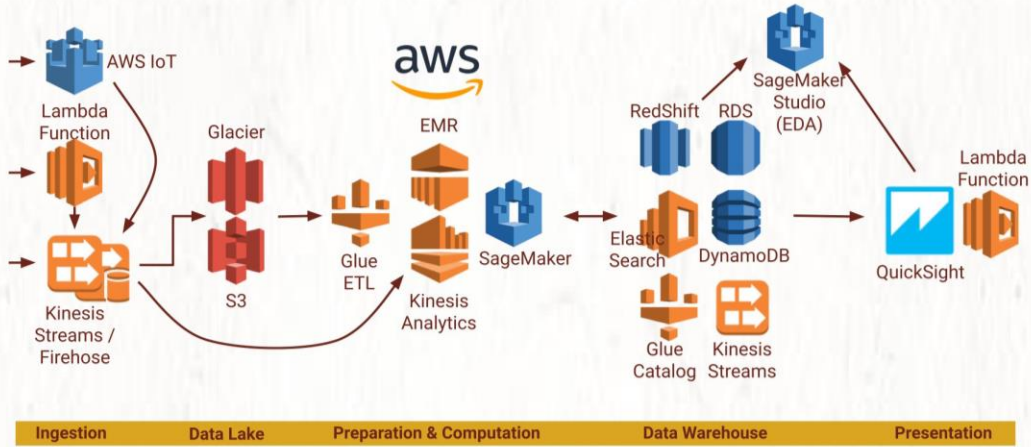 AWS IoT
Lambda
Function
Kinesis
Streams /
Firehose
Glacier
S3
aws
EMR
Glue
ETL
Kinesis
Analytics
SageMaker
RedShift
RDS
Elastic
Search
DynamoDB
Glue
Catalog
Kinesis
Streams
SageMaker
Studio
(EDA)
QuickSight
Lambda
Function
Ingestion
Data Lake
Preparation & Computation
Data Warehouse
Presentation